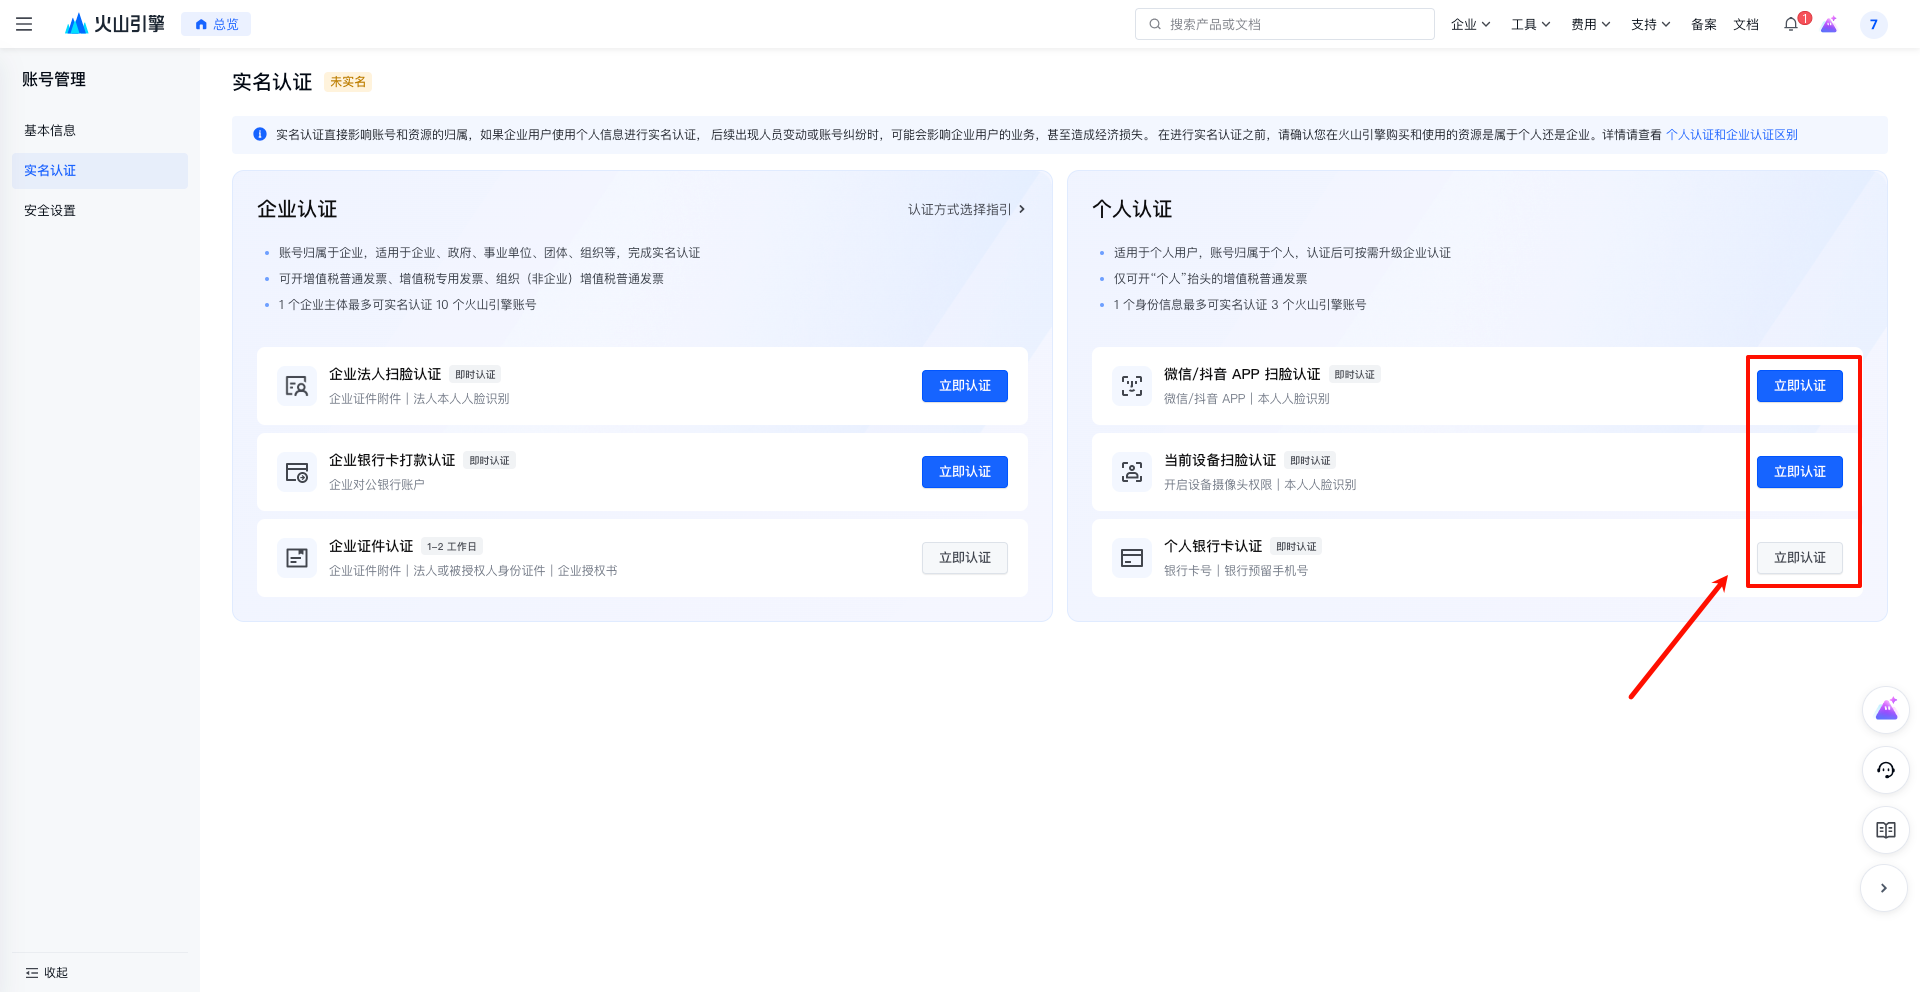 火山引擎
总览
搜索产品或文档
企业
工具
费用
支持
备案
文档
1
7
账号管理
基本信息
实名认证
安全设置
收起
实名认证 未实名
实名认证直接影响账号和资源的归属，如果企业用户使用个人信息进行实名认证， 后续出现人员变动或账号纠纷时，可能会影响企业用户的业务，甚至造成经济损失。 在进行实名认证之前，请确认您在火山引擎购买和使用的资源是属于个人还是企业。详情请查看 个人认证和企业认证区别
企业认证
认证方式选择指引
账号归属于企业，适用于企业、政府、事业单位、团体、组织等，完成实名认证
可开增值税普通发票、增值税专用发票、组织（非企业）增值税普通发票
1 个企业主体最多可实名认证 10 个火山引擎账号
企业法人扫脸认证 即时认证
企业证件附件 | 法人本人人脸识别
立即认证
企业银行卡打款认证 即时认证
企业对公银行账户
立即认证
企业证件认证 1-2 工作日
企业证件附件 | 法人或被授权人身份证件 | 企业授权书
立即认证
个人认证
适用于个人用户，账号归属于个人，认证后可按需升级企业认证
仅可开“个人”抬头的增值税普通发票
1 个身份信息最多可实名认证 3 个火山引擎账号
微信/抖音 APP 扫脸认证 即时认证
微信/抖音 APP | 本人人脸识别
立即认证
当前设备扫脸认证 即时认证
开启设备摄像头权限 | 本人人脸识别
立即认证
个人银行卡认证 即时认证
银行卡号 | 银行预留手机号
立即认证